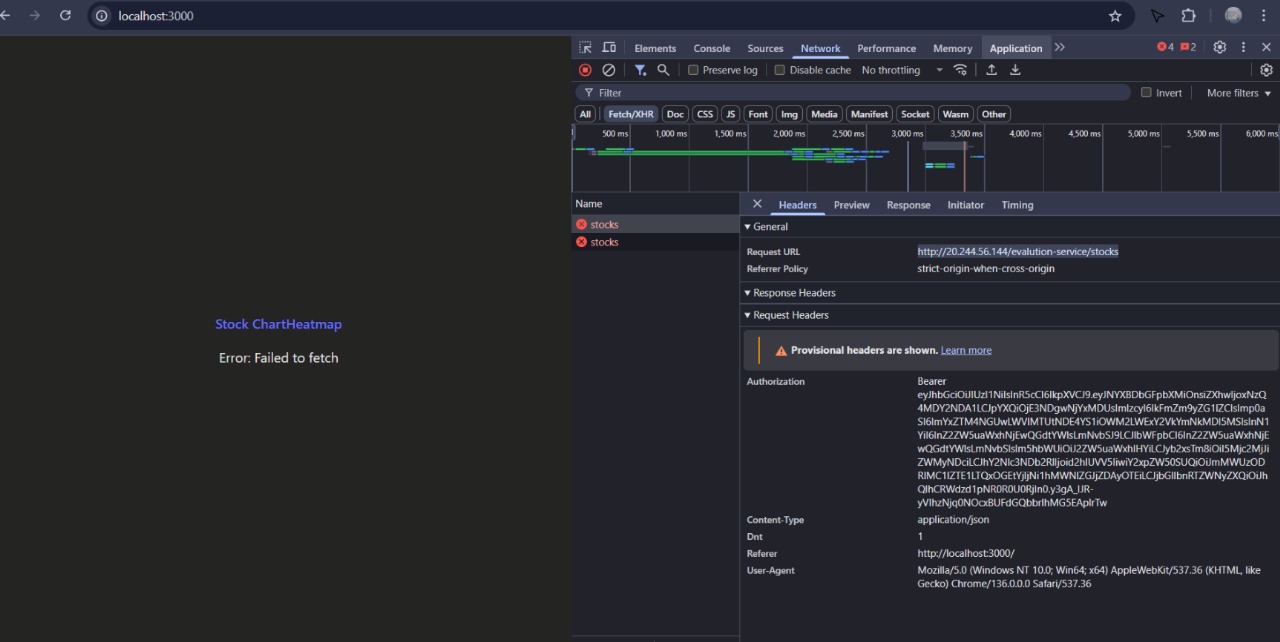 localhost:3000
Elements Console Sources Network Performance Memory Application 4 2
Preserve log Disable cache No throttling
Filter Invert More filters
All Fetch/XHR Doc CSS JS Font Img Media Manifest Socket Wasm Other
500 ms 1,000 ms 1,500 ms 2,000 ms 2,500 ms 3,000 ms 3,500 ms 4,000 ms 4,500 ms 5,000 ms 5,500 ms 6,000 ms
Name
stocks
stocks
Headers Preview Response Initiator Timing
General
Request URL http://20.244.56.144/evalution-service/stocks
Referrer Policy strict-origin-when-cross-origin
Response Headers
Request Headers
Provisional headers are shown. Learn more
Authorization Bearer
Content-Type application/json
Dnt 1
Referer http://localhost:3000/
User-Agent Mozilla/5.0 (Windows NT 10.0; Win64; x64) AppleWebKit/537.36 (KHTML, like
Gecko) Chrome/136.0.0.0 Safari/537.36
Stock ChartHeatmap
Error: Failed to fetch